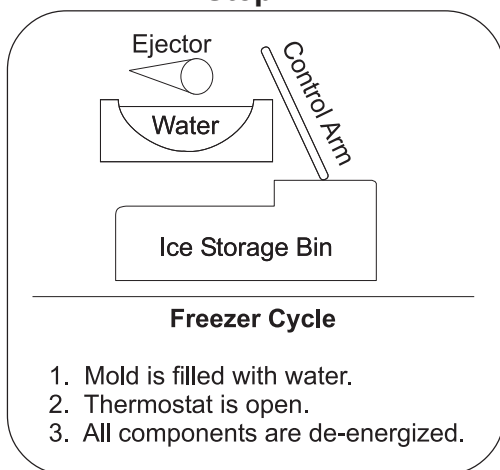 Ejector
Control Arm
Water
Ice Storage Bin
Freezer Cycle
1. Mold is filled with water.
2. Thermostat is open.
3. All components are de-energized.